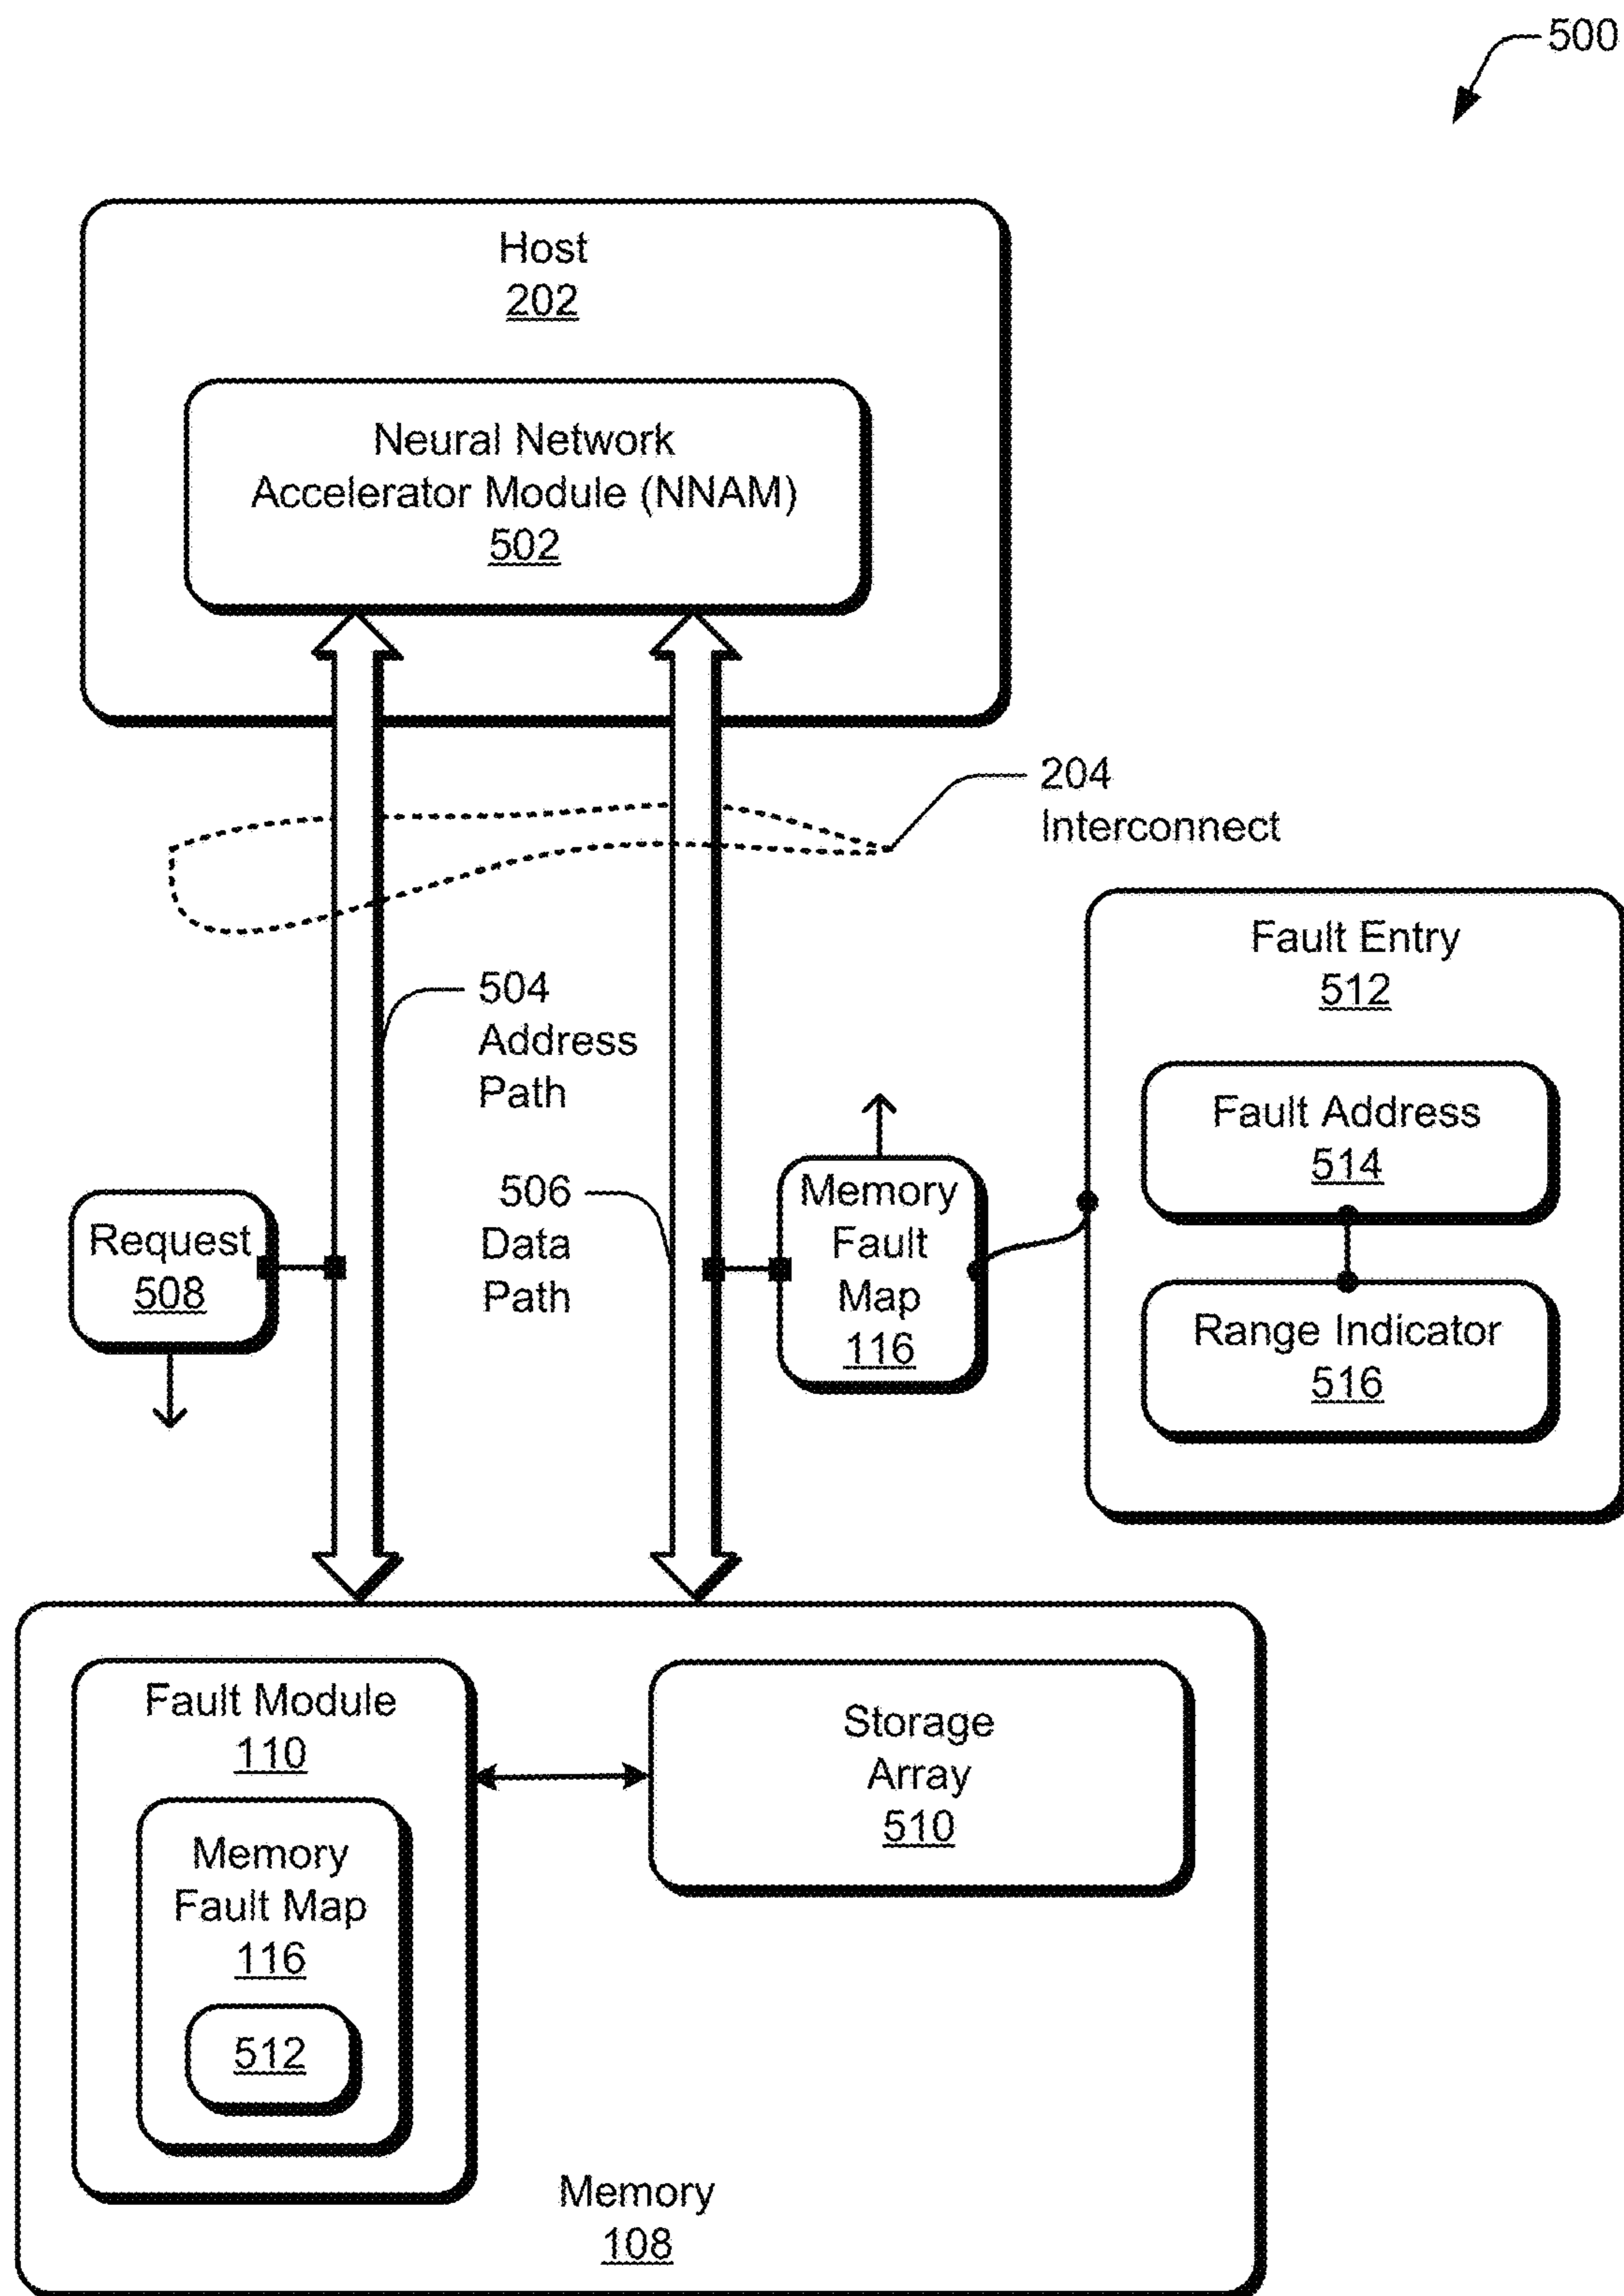 500
Host
202
Neural Network
Accelerator Module (NNAM)
502
204
Interconnect
504
Address
Path
Fault Entry
512
Fault Address
514
Range Indicator
516
Request
508
506
Data
Path
Memory
Fault
Map
116
Fault Module
110
Memory
Fault Map
116
512
Storage
Array
510
Memory
108